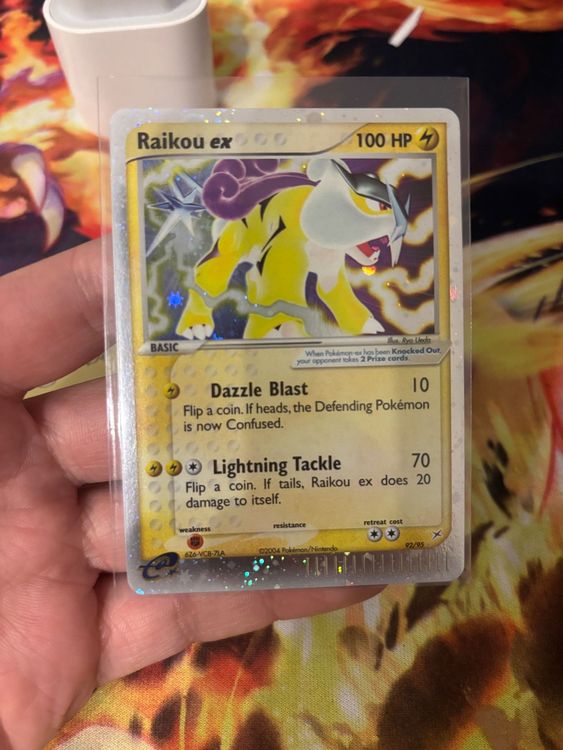 Raikou ex 100 HP
Illus. Ryo Ueda
BASIC
When Pokémon-ex has been Knocked Out,
your opponent takes 2 Prize cards.
Dazzle Blast 10
Flip a coin. If heads, the Defending Pokémon
is now Confused.
Lightning Tackle 70
Flip a coin. If tails, Raikou ex does 20
damage to itself.
weakness resistance retreat cost
626-VCB-7LA ©2004 Pokémon/Nintendo 92/95
e